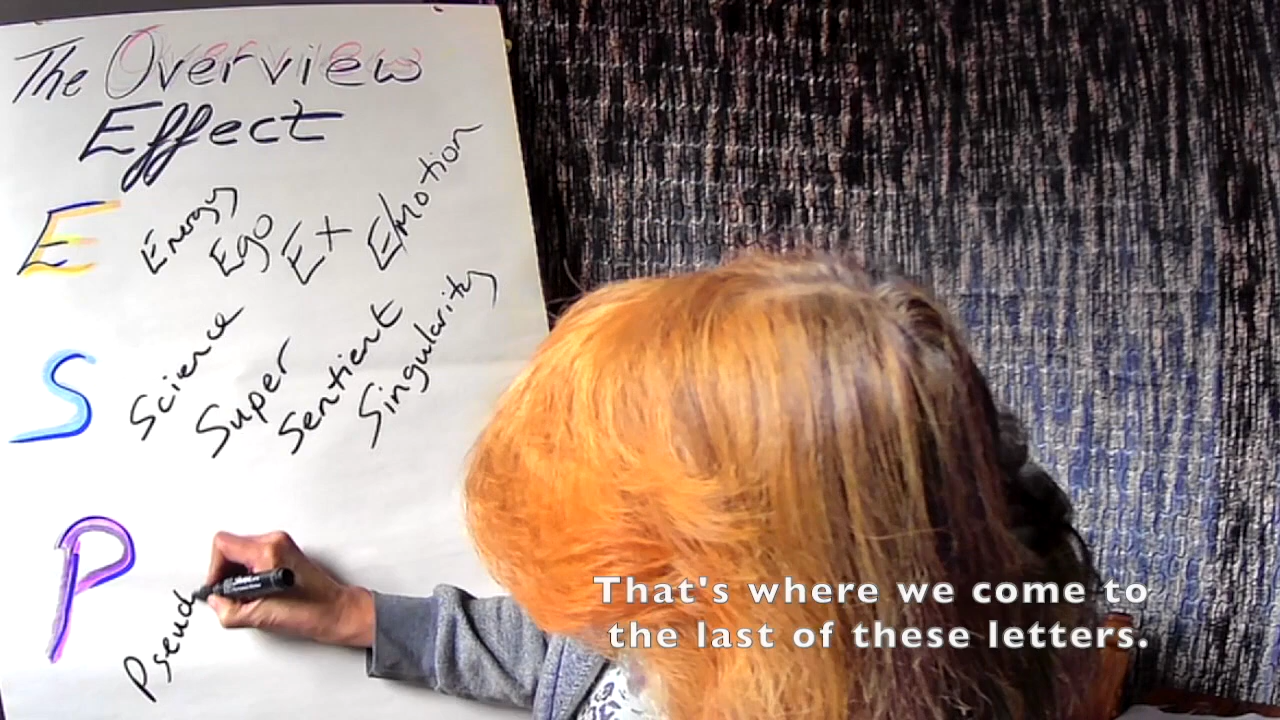 The Overview
Effect
E Energy Ego Ex E/Motion
S Science Super Sentient Singularity
P Pseud
That's where we come to
the last of these letters.